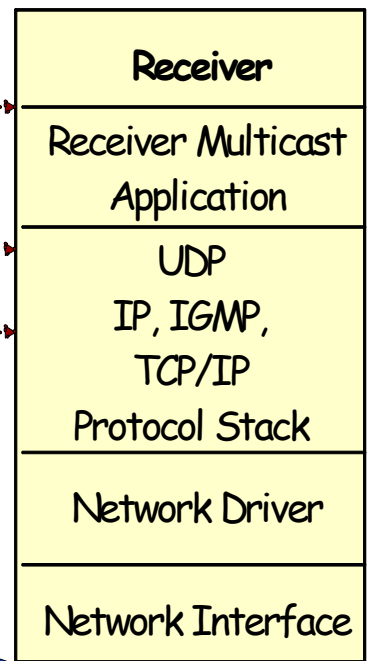 Receiver
Receiver Multicast
Application
UDP
IP, IGMP,
TCP/IP
Protocol Stack
Network Driver
Network Interface